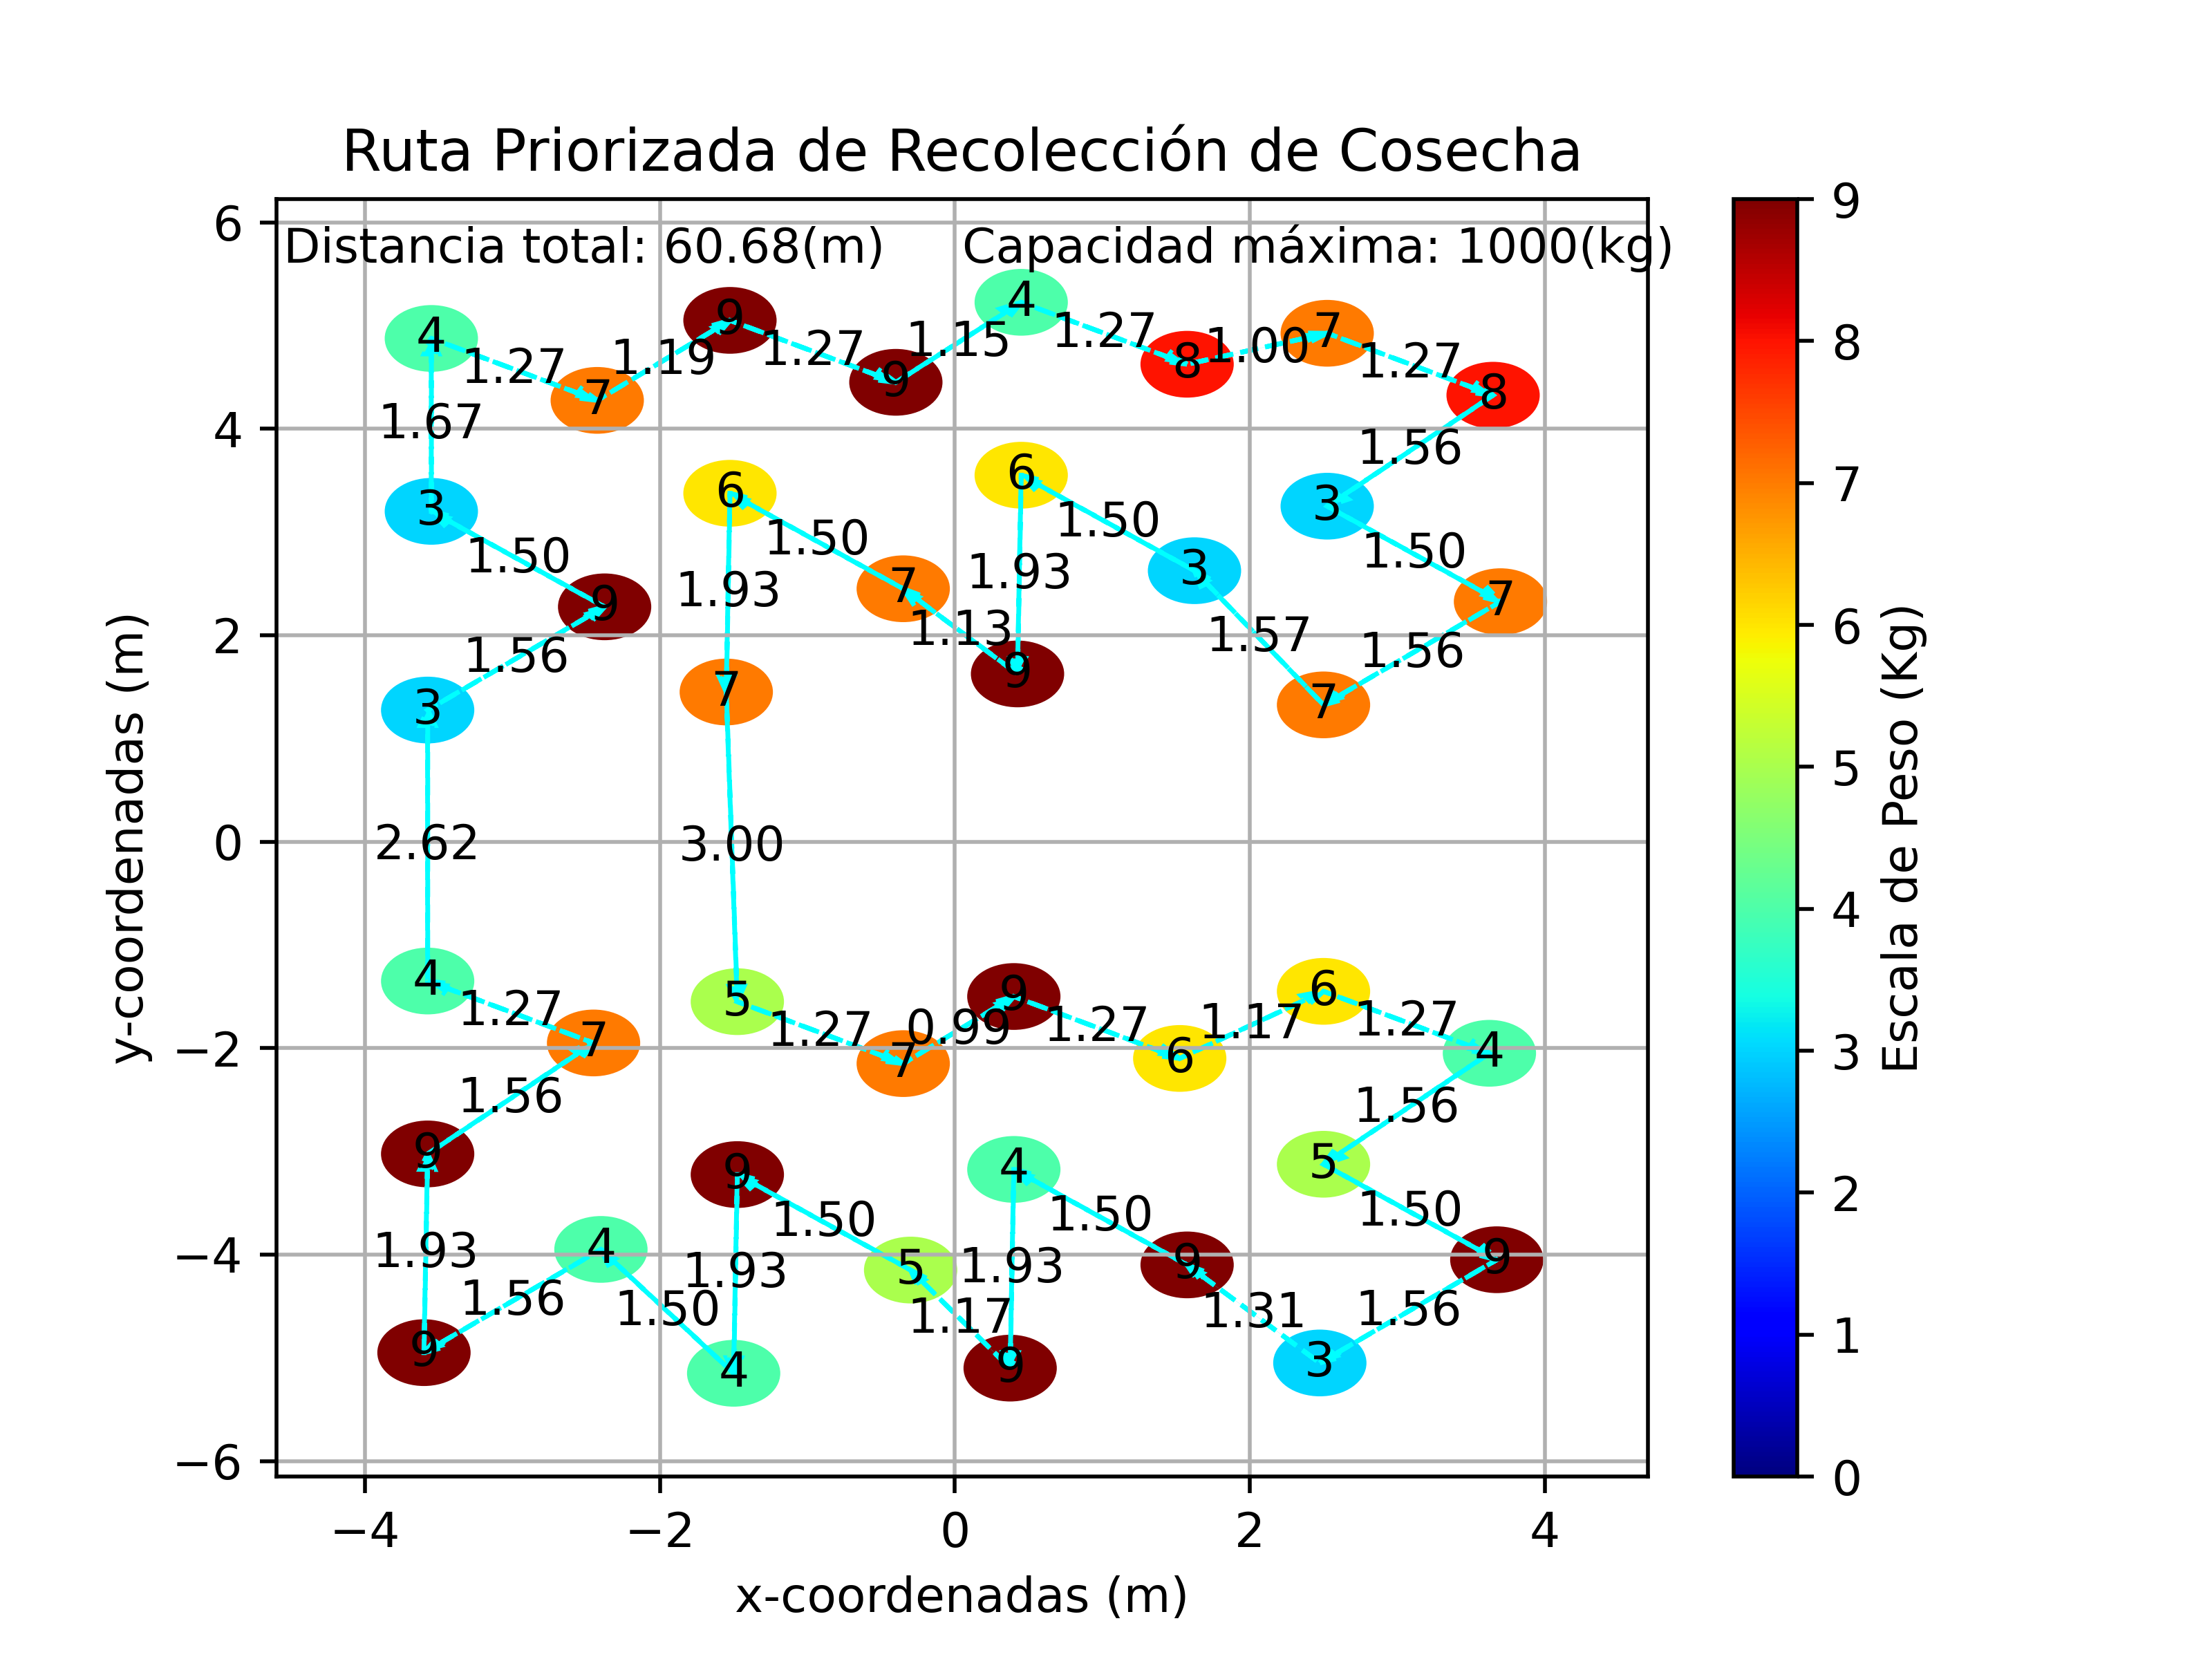 Ruta Priorizada de Recolección de Cosecha
Distancia total: 60.68(m) Capacidad máxima: 1000(kg)
4 1.27 7 1.19 9 1.27 9 1.15 4 1.27 8 1.00 7 1.27 8
1.67 1.56
3 6 6 3
1.50 1.50 1.50 1.50
9 1.93 7 1.93 3 7
1.56 1.13 1.57 1.56
3 7 9 7
2.62 3.00
4 1.27 7 5 1.27 7 0.99 9 1.27 6 1.17 6 1.27 4
1.56 1.56
9 9 4 5
1.50 1.50 1.50
1.93 4 1.93 5 1.93 9 9
1.56 1.50 1.17 1.31 1.56
9 4 9 3
6
4
2
0
−2
−4
−6
y-coordenadas (m)
−4 −2 0 2 4
x-coordenadas (m)
9
8
7
6
5
4
3
2
1
0
Escala de Peso (Kg)